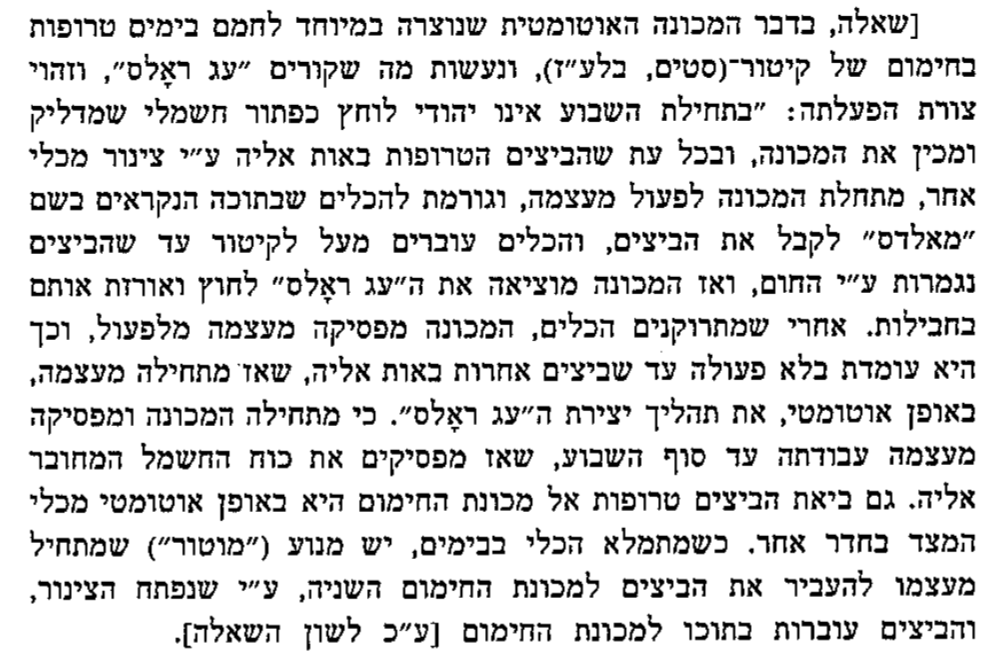 [שאלה, בדבר המכונה האוטומטית שנוצרה במיוחד לחמם בימים טרופות
בחימום של קיטור־(סטים, בלע״ז), ונעשות מה שקורים ״עג ראָלס״, וזהוי
צורת הפעלתה: ״בתחילת השבוע אינו יהודי לוחץ כפתור חשמלי שמדליק
ומכין את המכונה, ובכל עת שהביצים הטרופות באות אליה ע״י צינור מכלי
אחר, מתחלת המכונה לפעול מעצמה, וגורמת להכלים שבתוכה הנקראים בשם
״מאלדס״ לקבל את הביצים, והכלים עוברים מעל לקיטור עד שהביצים
נגמרות ע״י החום, ואז המכונה מוציאה את ה״עג ראָלס״ לחוץ ואורזת אותם
בחבילות. אחרי שמתרוקנים הכלים, המכונה מפסיקה מעצמה מלפעול, וכך
היא עומדת בלא פעולה עד שביצים אחרות באות אליה, שאז מתחילה מעצמה,
באופן אוטומטי, את תהליך יצירת ה״עג ראָלס״. כי מתחילה המכונה ומפסיקה
מעצמה עבודתה עד סוף השבוע, שאז מפסיקים את כוח החשמל המחובר
אליה. גם ביאת הביצים טרופות אל מכונת החימום היא באופן אוטומטי מכלי
המצד בחדר אחר. כשמתמלא הכלי בבימים, יש מנוע (״מוטור״) שמתחיל
מעצמו להעביר את הביצים למכונת החימום השניה, ע״י שנפתח הצינור,
והביצים עוברות בתוכו למכונת החימום [ע״כ לשון השאלה].